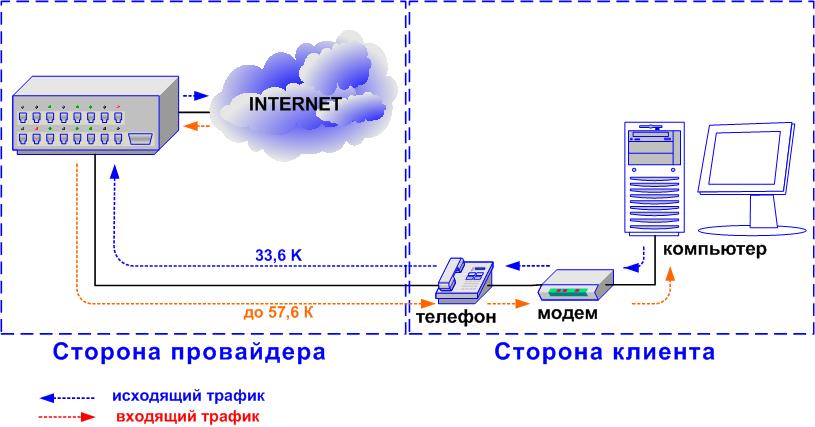 INTERNET
компьютер
33,6 K
до 57,6 К
телефон
модем
Сторона провайдера
Сторона клиента
исходящий трафик
входящий трафик